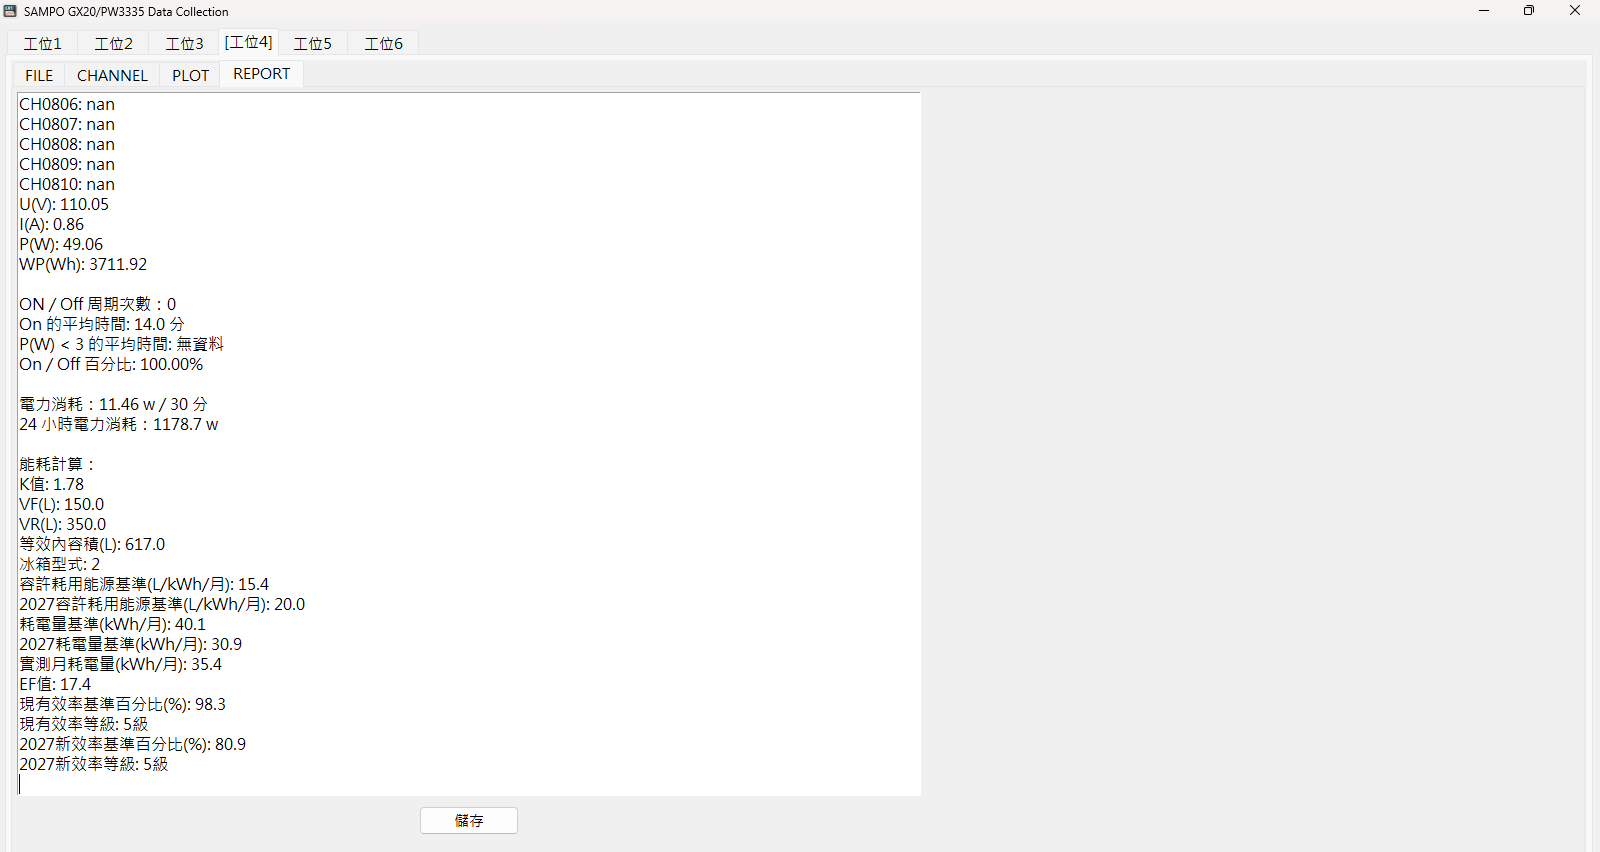 SAMPO GX20/PW3335 Data Collection
工位1 工位2 工位3 [工位4] 工位5 工位6
FILE CHANNEL PLOT REPORT
CH0806: nan
CH0807: nan
CH0808: nan
CH0809: nan
CH0810: nan
U(V): 110.05
I(A): 0.86
P(W): 49.06
WP(Wh): 3711.92
ON / Off 周期次數：0
On 的平均時間: 14.0 分
P(W) < 3 的平均時間: 無資料
On / Off 百分比: 100.00%
電力消耗：11.46 w / 30 分
24 小時電力消耗：1178.7 w
能耗計算：
K值: 1.78
VF(L): 150.0
VR(L): 350.0
等效內容積(L): 617.0
冰箱型式: 2
容許耗用能源基準(L/kWh/月): 15.4
2027容許耗用能源基準(L/kWh/月): 20.0
耗電量基準(kWh/月): 40.1
2027耗電量基準(kWh/月): 30.9
實測月耗電量(kWh/月): 35.4
EF值: 17.4
現有效率基準百分比(%): 98.3
現有效率等級: 5級
2027新效率基準百分比(%): 80.9
2027新效率等級: 5級
儲存